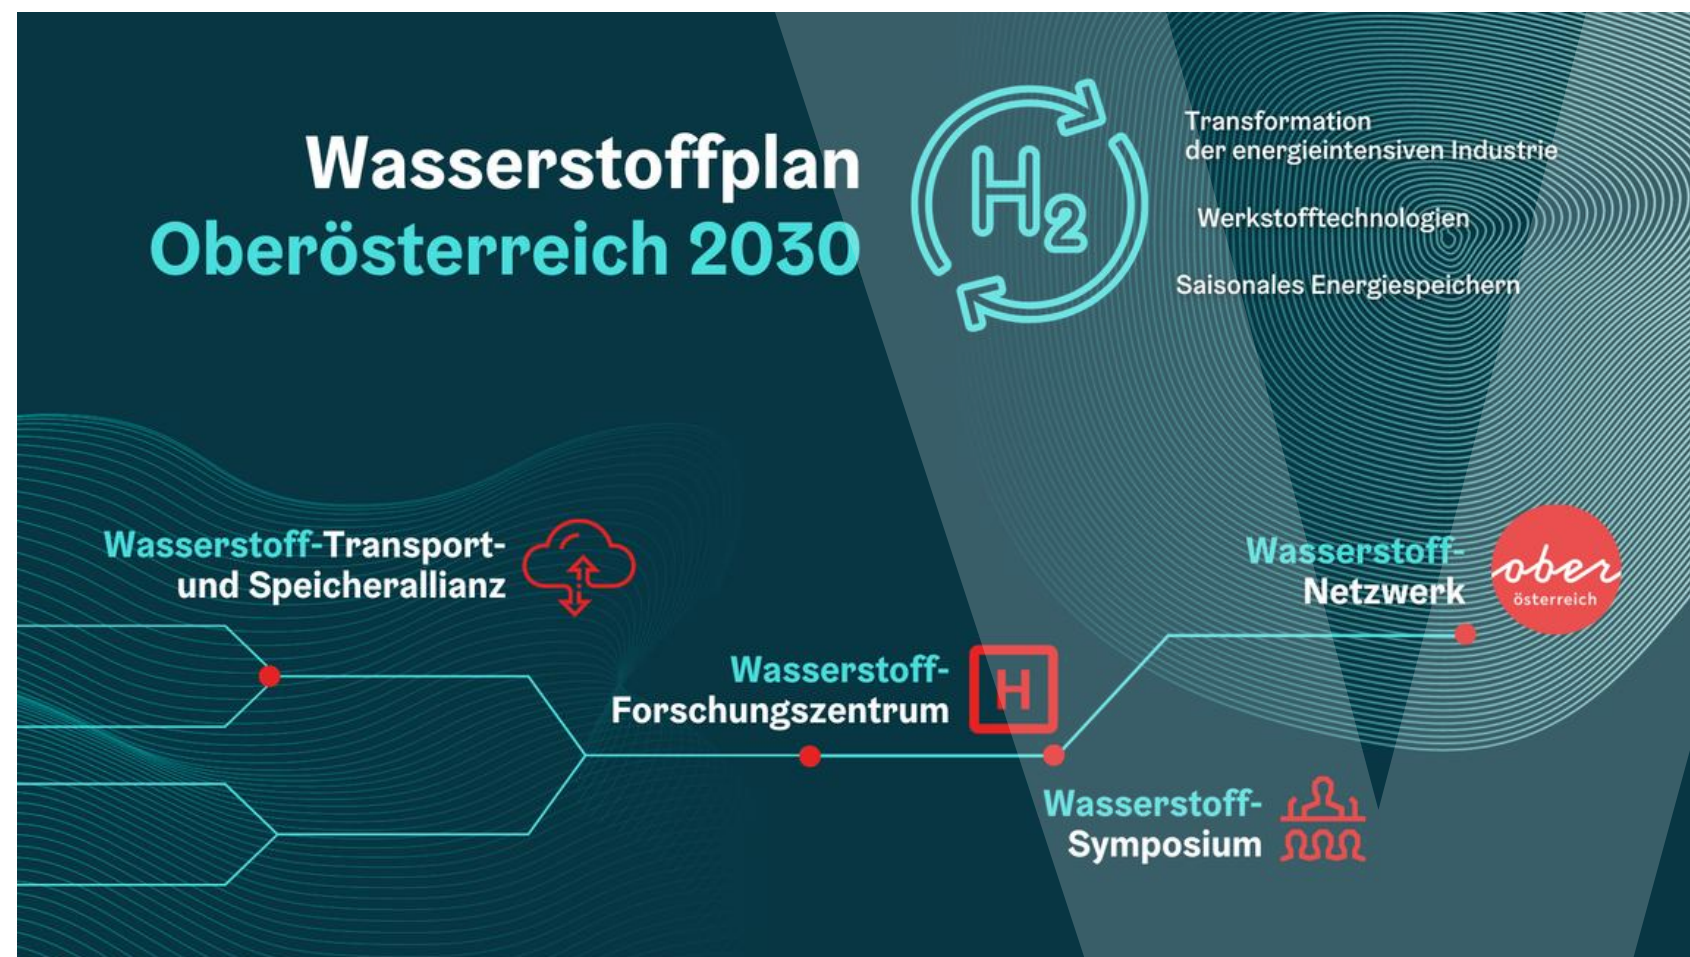 Wasserstoffplan
Oberösterreich 2030
H2
Transformation
der energieintensiven Industrie
Werkstofftechnologien
Saisonales Energiespeichern
Wasserstoff-Transport-
und Speicherallianz
Wasserstoff-
Forschungszentrum
H
Wasserstoff-
Symposium
Wasserstoff-
Netzwerk
ober
österreich